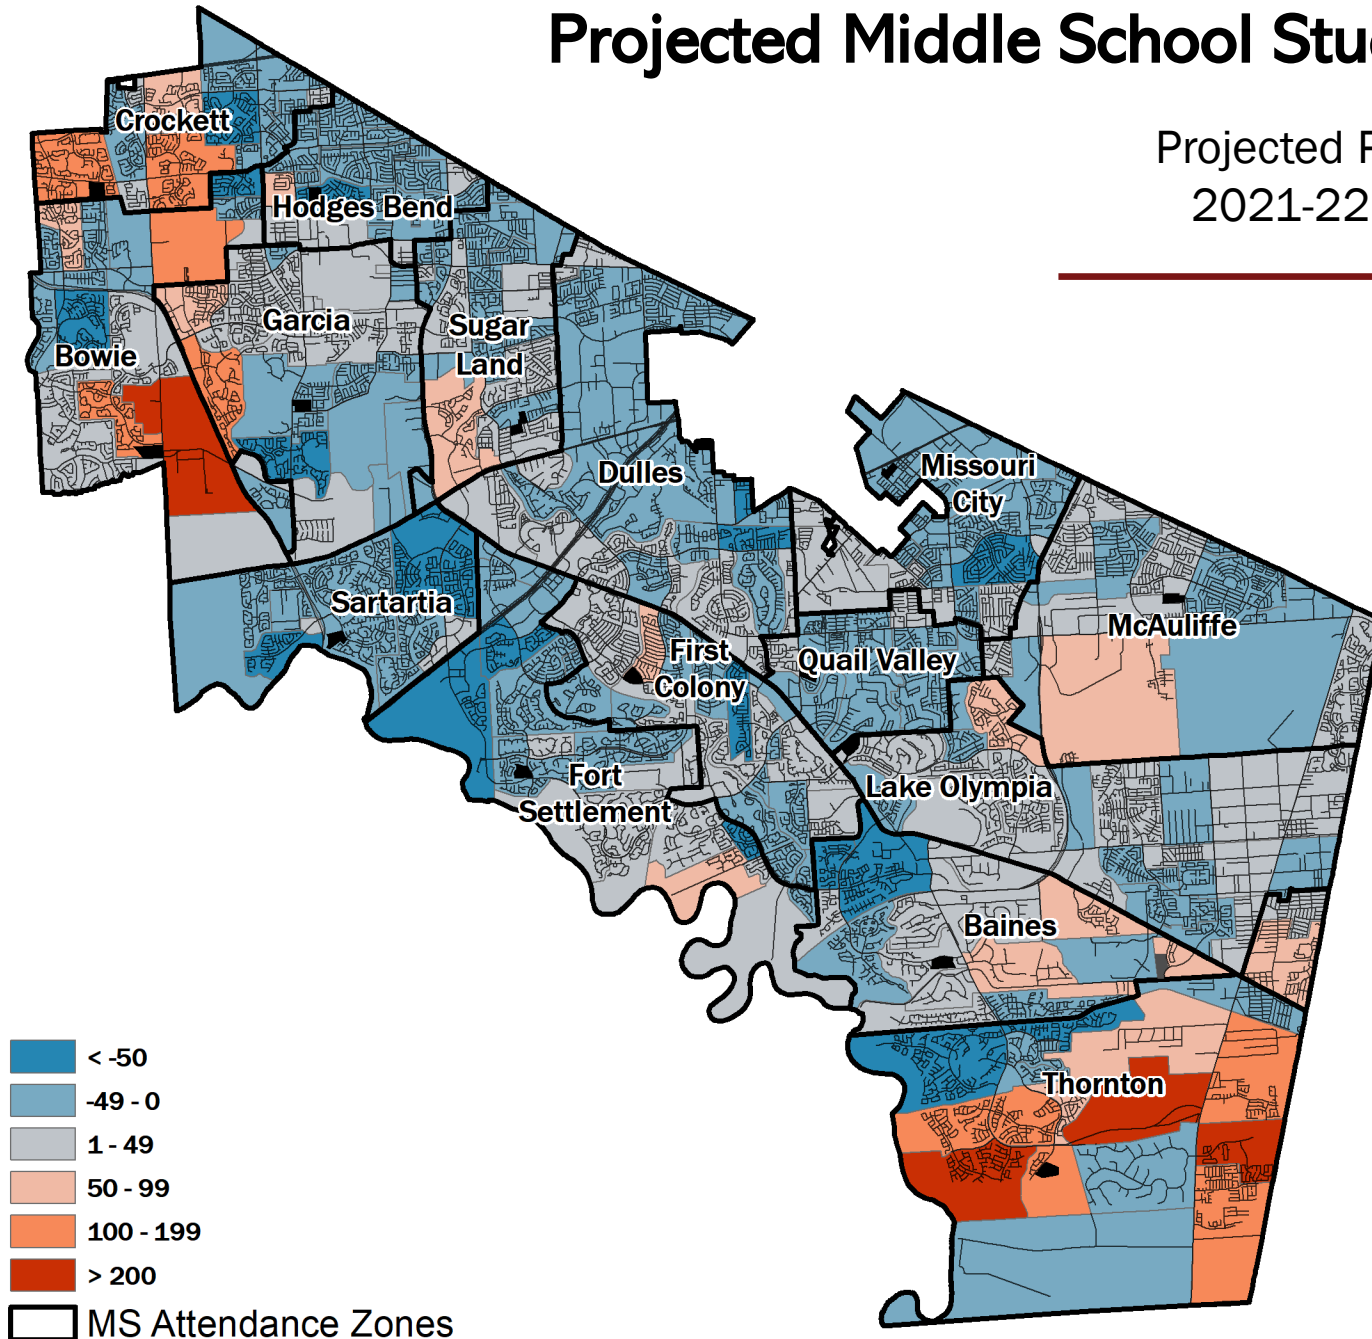 Projected Middle School Stu
Projected
2021-22
Crockett
Hodges Bend
Garcia
Sugar
Land
Bowie
Dulles
Missouri
City
Sartartia
McAuliffe
First
Colony
Quail Valley
Fort
Settlement
Lake Olympia
Baines
Thornton
< -50
-49 - 0
1 - 49
50 - 99
100 - 199
> 200
MS Attendance Zones